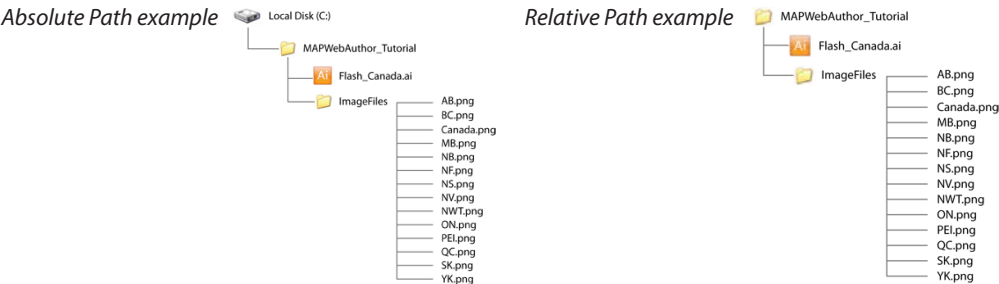 Absolute Path example
Local Disk (C:)
MAPWebAuthor_Tutorial
Ai
Flash_Canada.ai
ImageFiles
AB.png
BC.png
Canada.png
MB.png
NB.png
NF.png
NS.png
NV.png
NWT.png
ON.png
PEI.png
QC.png
SK.png
YK.png
Relative Path example
MAPWebAuthor_Tutorial
Ai
Flash_Canada.ai
ImageFiles
AB.png
BC.png
Canada.png
MB.png
NB.png
NF.png
NS.png
NV.png
NWT.png
ON.png
PEI.png
QC.png
SK.png
YK.png